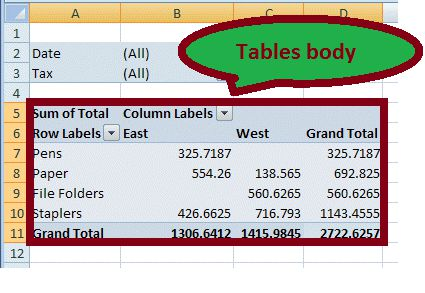 A B C D
1
2 Date (All)
3 Tax (All)
Tables body
4
5 Sum of Total Column Labels
6 Row Labels East West Grand Total
7 Pens 325.7187 325.7187
8 Paper 554.26 138.565 692.825
9 File Folders 560.6265 560.6265
10 Staplers 426.6625 716.793 1143.4555
11 Grand Total 1306.6412 1415.9845 2722.6257
12